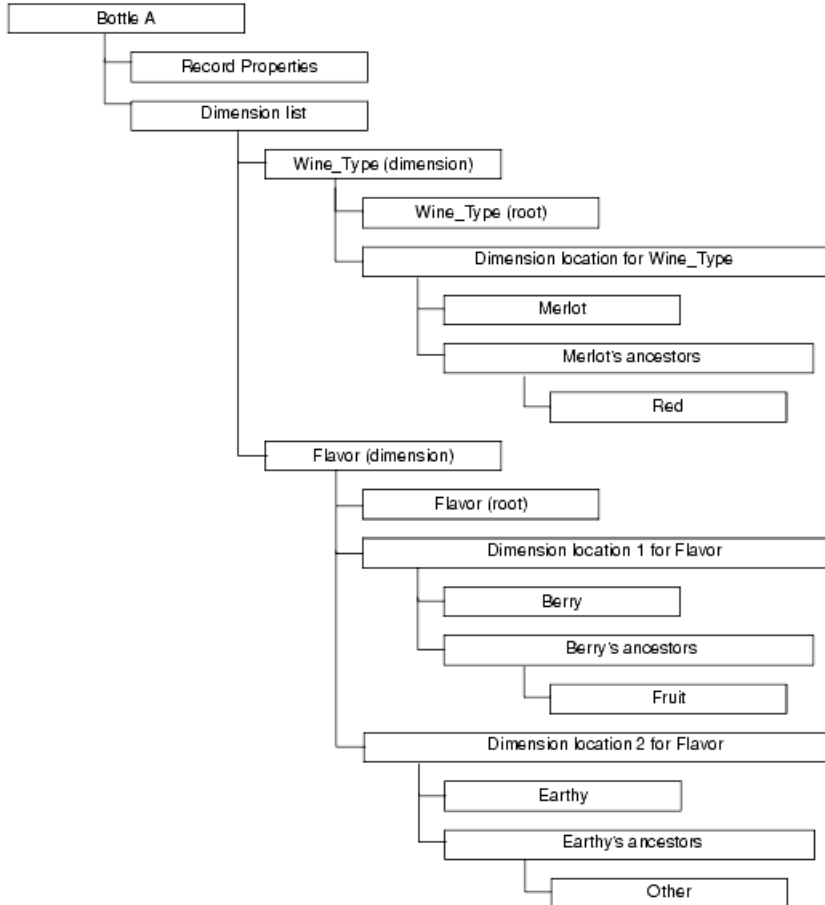 Bottle A
Record Properties
Dimension list
Wine_Type (dimension)
Wine_Type (root)
Dimension location for Wine_Type
Merlot
Merlot's ancestors
Red
Flavor (dimension)
Flavor (root)
Dimension location 1 for Flavor
Berry
Berry's ancestors
Fruit
Dimension location 2 for Flavor
Earthy
Earthy's ancestors
Other